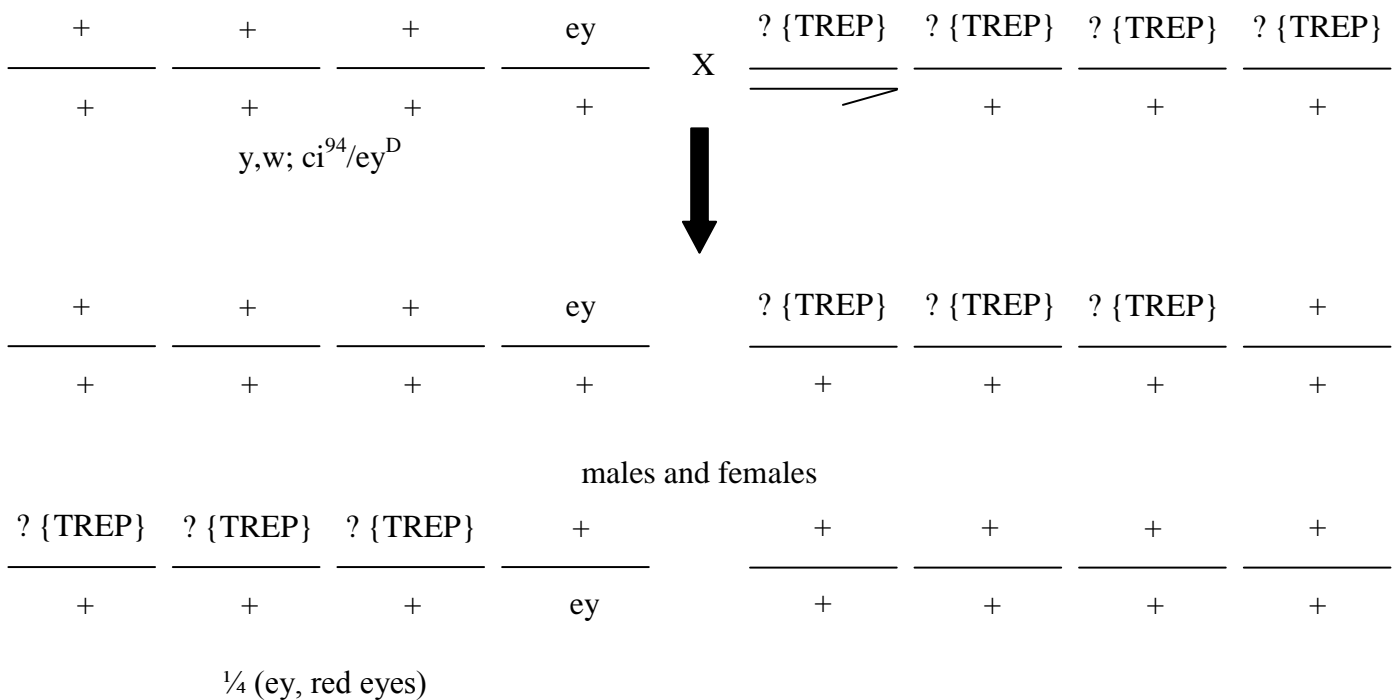 + + + ey ? {TREP} ? {TREP} ? {TREP} ? {TREP}
X
+ + + + + + +
y,w; ci⁹⁴/eyᴰ
+ + + ey ? {TREP} ? {TREP} ? {TREP} +
+ + + + + + + +
males and females
? {TREP} ? {TREP} ? {TREP} + + + + +
+ + + ey + + + +
¼ (ey, red eyes)